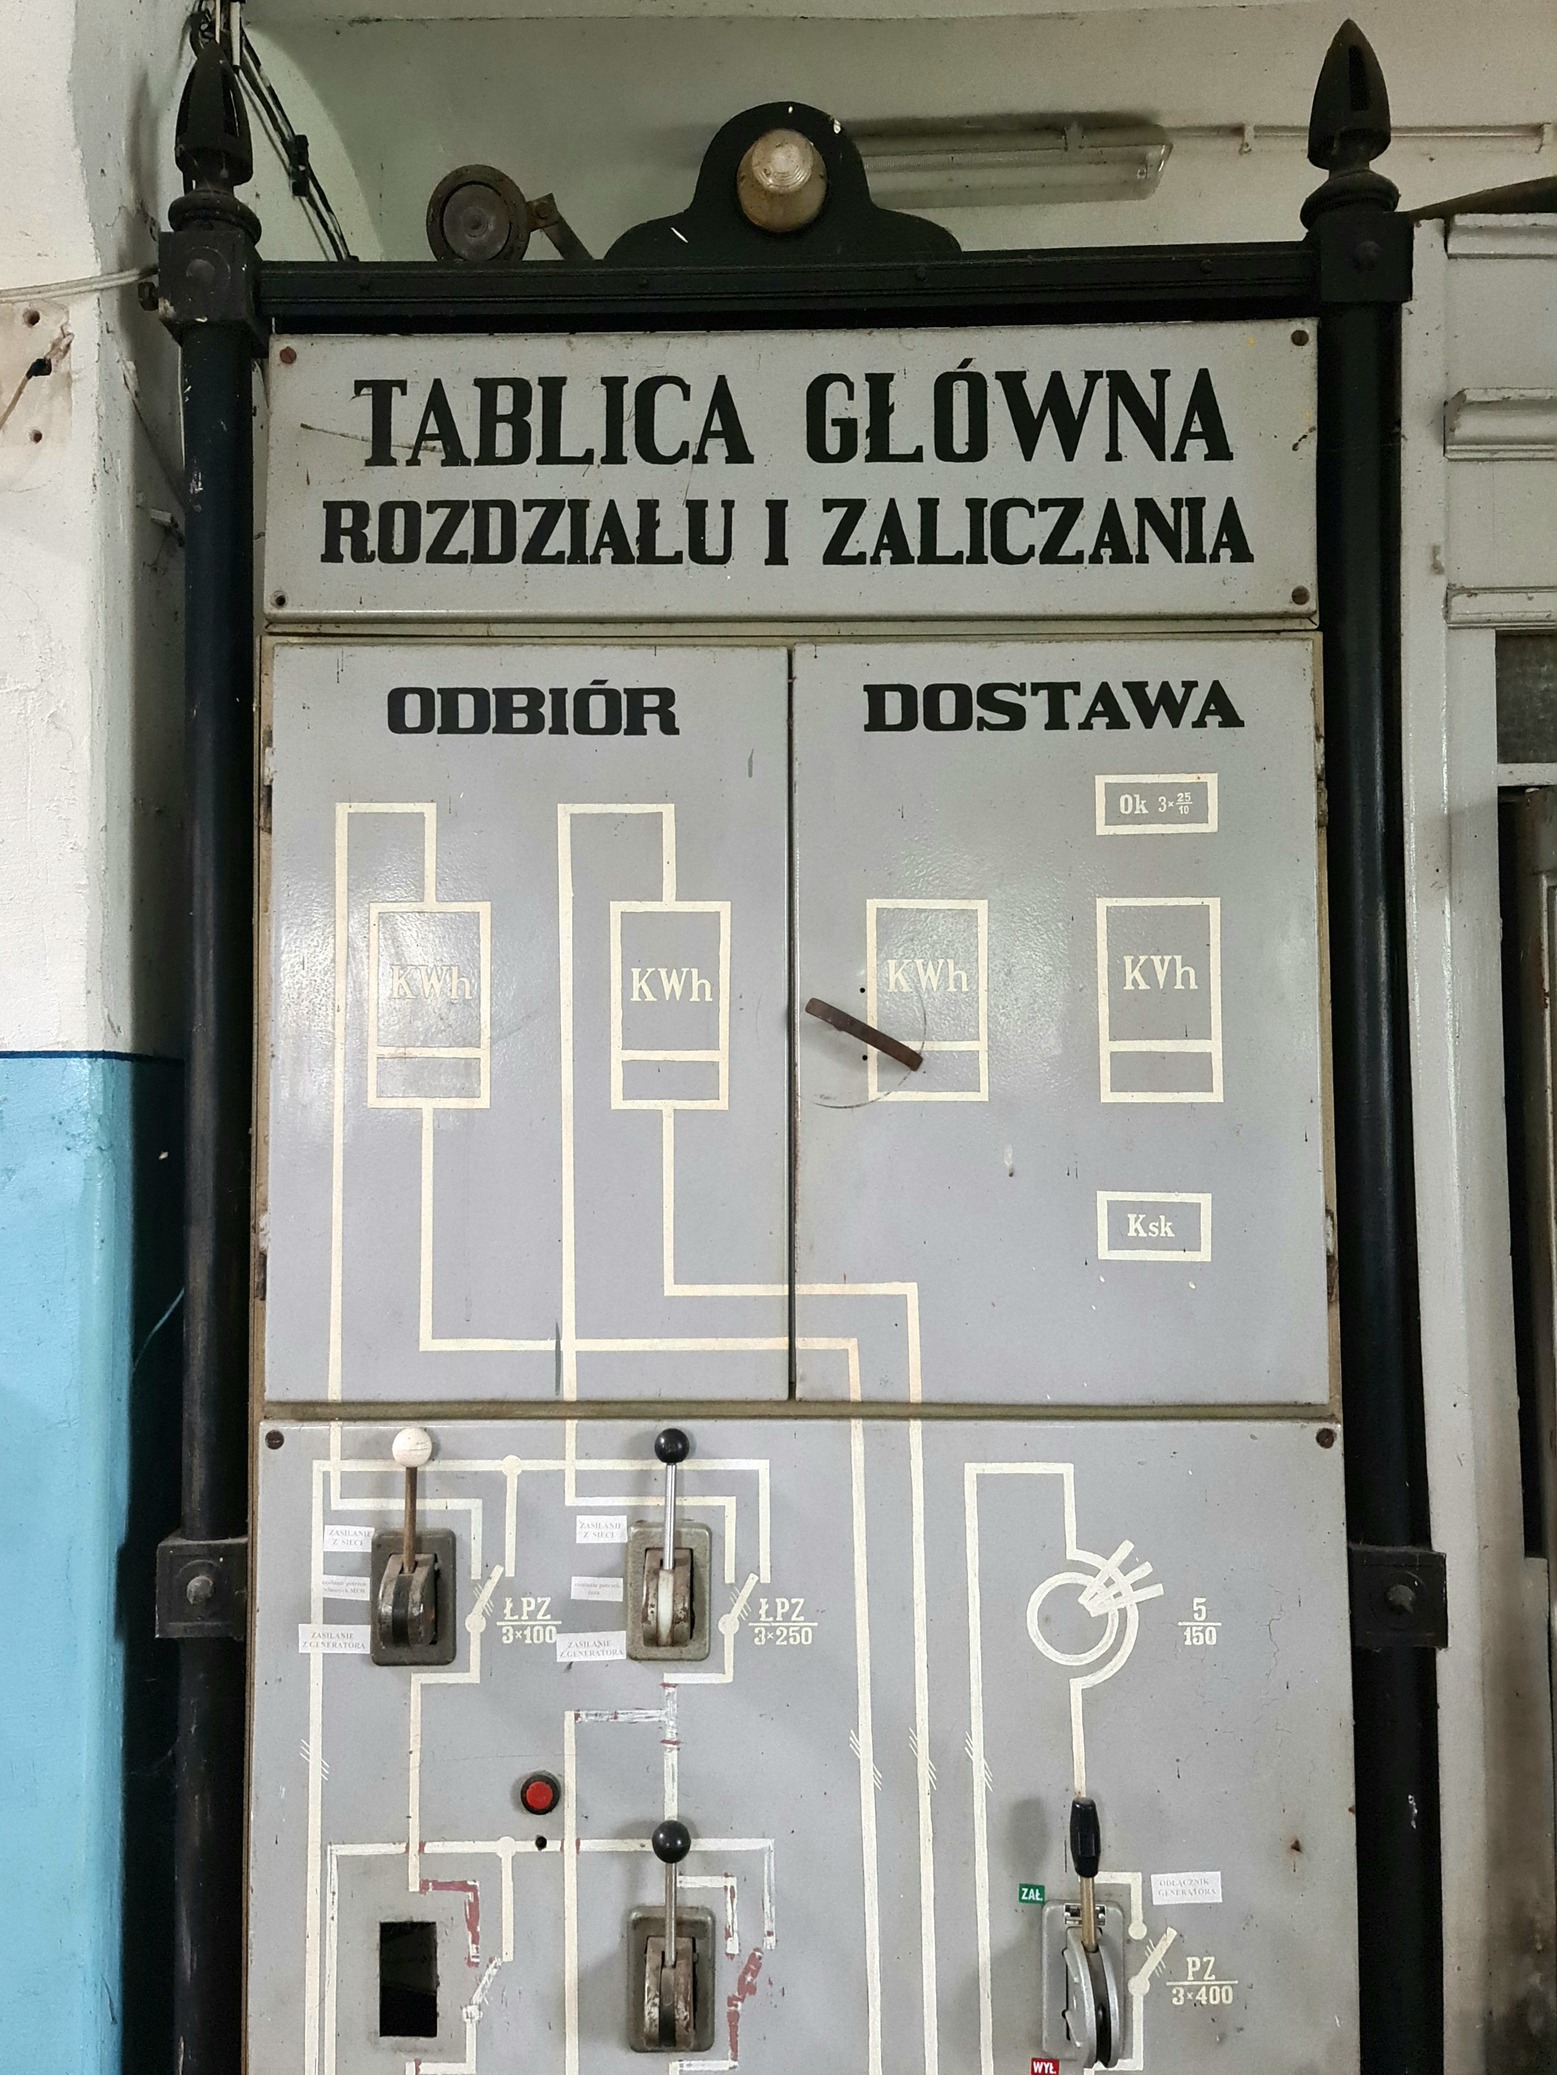 TABLICA GŁÓWNA
ROZDZIAŁU I ZALICZANIA
ODBIÓR
DOSTAWA
Ok 3×25/10
KWh
KWh
KWh
KVh
Ksk
ZASILANIE
Z SIECI
ZASILANIE
Z SIECI
ZASILANIE
Z GENERATORA
ZASILANIE
Z GENERATORA
ŁPZ
3×100
ŁPZ
3×250
5
150
ZAŁ.
ODŁĄCZNIK
GENERATORA
PZ
3×400
WYŁ.